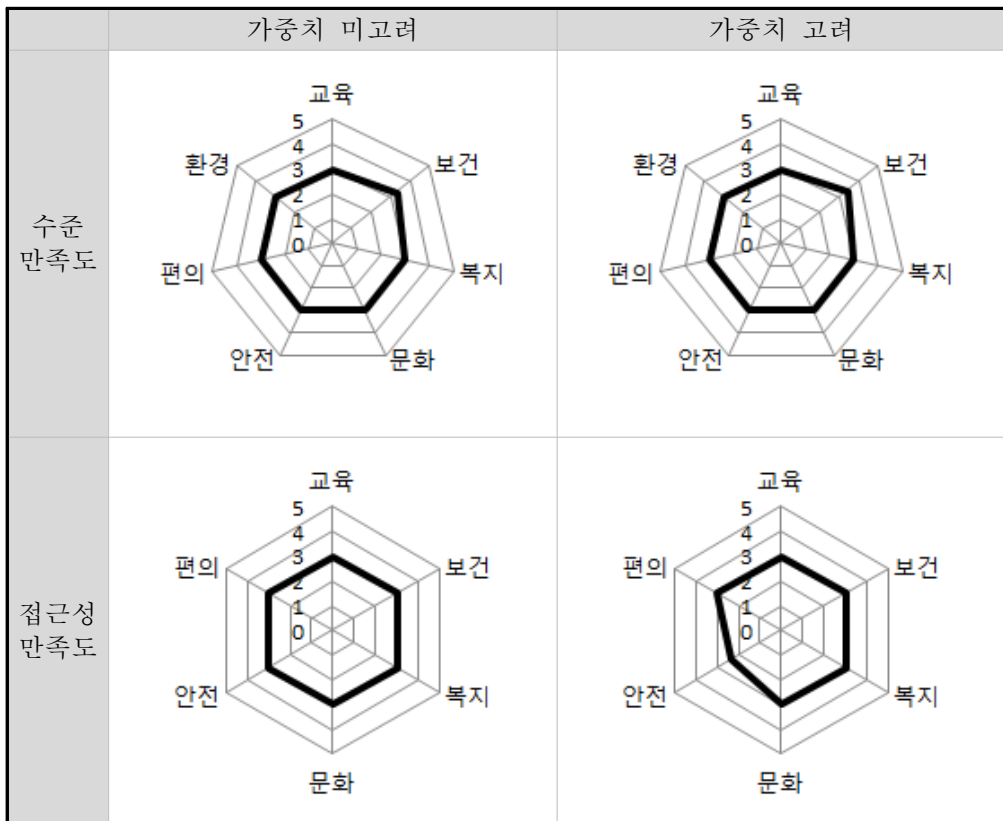 가중치 미고려
가중치 고려
수준
만족도
교육
보건
복지
문화
안전
편의
환경
5
4
3
2
1
0
교육
보건
복지
문화
안전
편의
환경
5
4
3
2
1
0
접근성
만족도
교육
보건
복지
문화
안전
편의
5
4
3
2
1
0
교육
보건
복지
문화
안전
편의
5
4
3
2
1
0